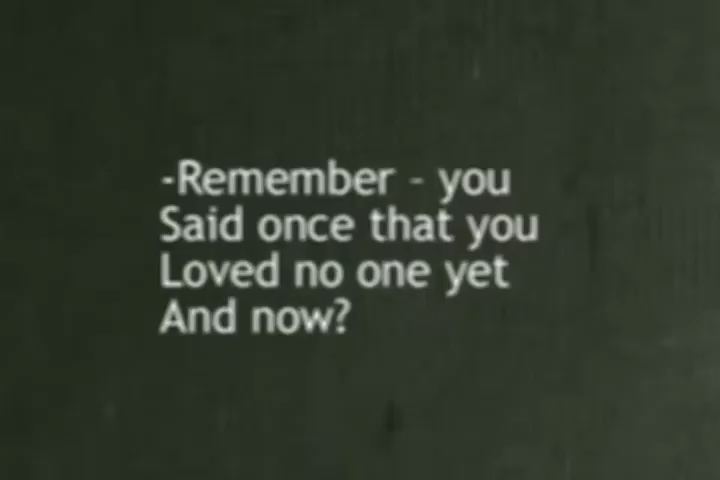 -Remember – you
Said once that you
Loved no one yet
And now?